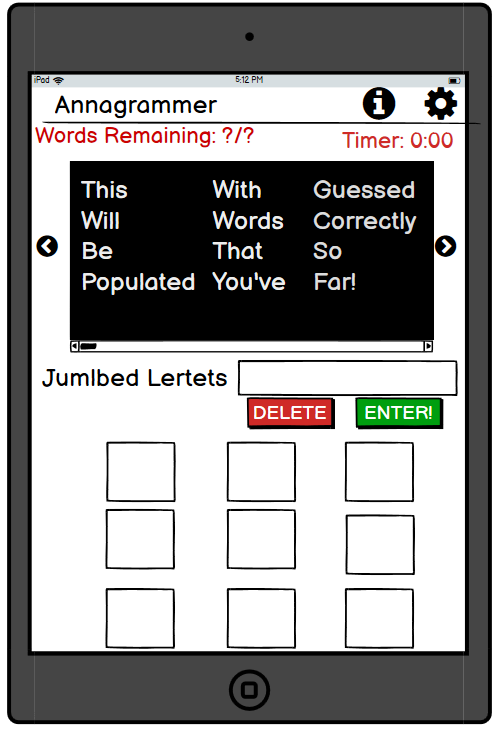 iPod 5:12 PM
Annagrammer
Words Remaining: ?/? Timer: 0:00
This With Guessed
Will Words Correctly
Be That So
Populated You've Far!
Jumlbed Lertets
DELETE ENTER!